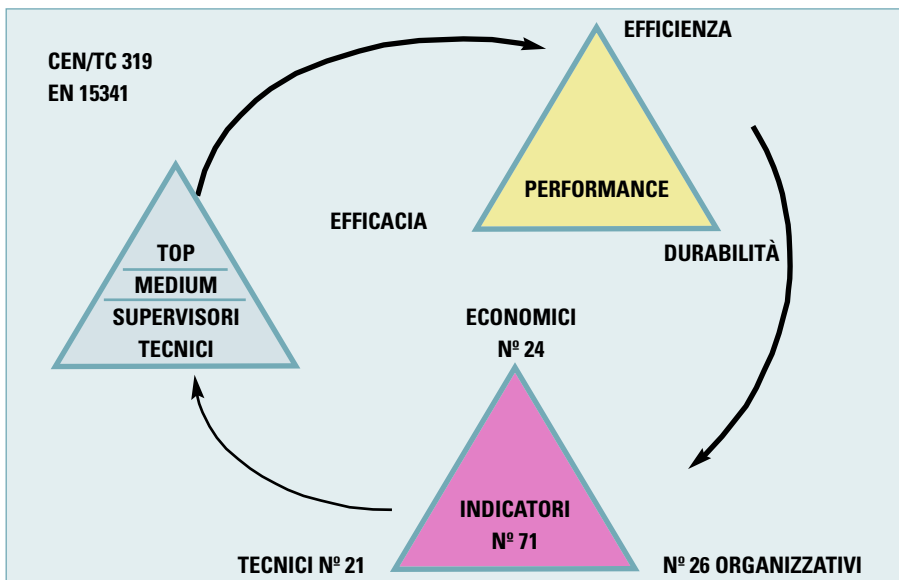 CEN/TC 319
EN 15341
EFFICIENZA
PERFORMANCE
EFFICACIA
DURABILITÀ
TOP
MEDIUM
SUPERVISORI
TECNICI
ECONOMICI
Nº 24
INDICATORI
Nº 71
TECNICI Nº 21
Nº 26 ORGANIZZATIVI